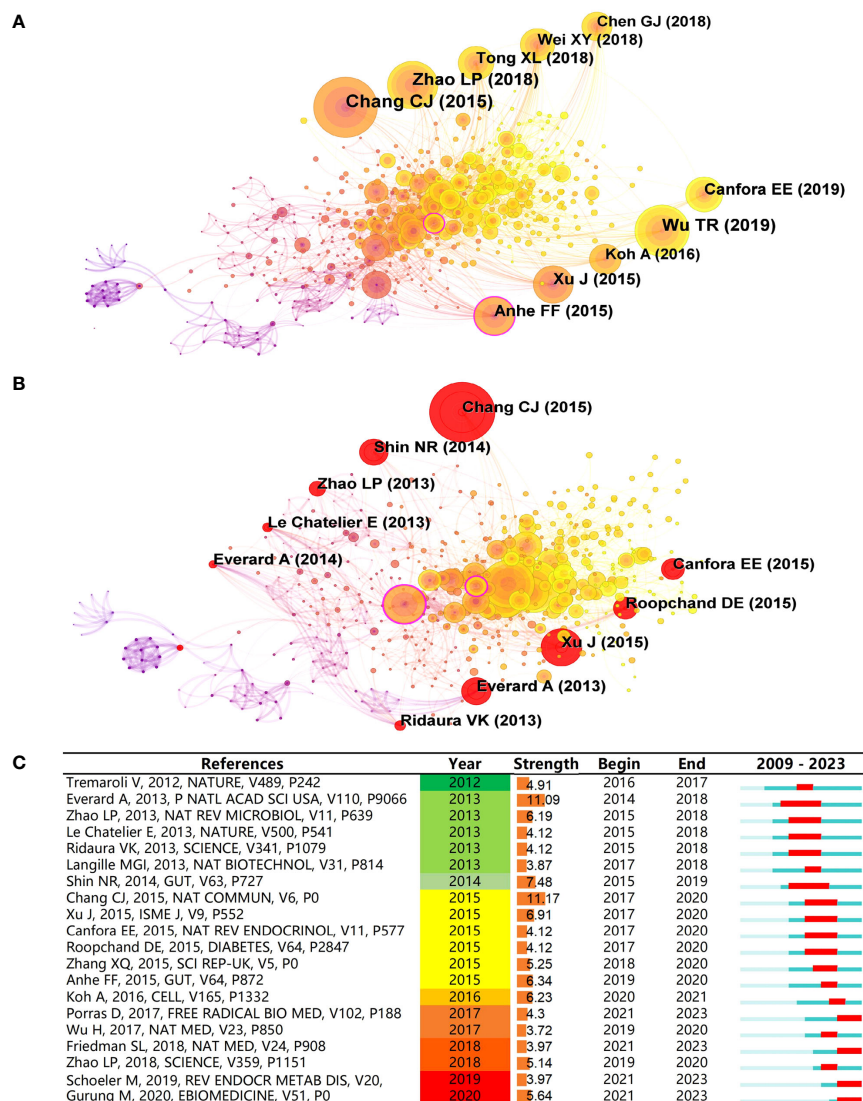 A
Chen GJ (2018)
Wei XY (2018)
Tong XL (2018)
Zhao LP (2018)
Chang CJ (2015)
Canfora EE (2019)
Wu TR (2019)
Koh A (2016)
Xu J (2015)
Anhe FF (2015)
B
Chang CJ (2015)
Shin NR (2014)
Zhao LP (2013)
Le Chatelier E (2013)
Everard A (2014)
Canfora EE (2015)
Roopchand DE (2015)
Xu J (2015)
Everard A (2013)
Ridaura VK (2013)
C
References Year Strength Begin End 2009 - 2023
Tremaroli V, 2012, NATURE, V489, P242 2012 4.91 2016 2017
Everard A, 2013, P NATL ACAD SCI USA, V110, P9066 2013 11.09 2014 2018
Zhao LP, 2013, NAT REV MICROBIOL, V11, P639 2013 6.19 2015 2018
Le Chatelier E, 2013, NATURE, V500, P541 2013 4.12 2015 2018
Ridaura VK, 2013, SCIENCE, V341, P1079 2013 4.12 2015 2018
Langille MGI, 2013, NAT BIOTECHNOL, V31, P814 2013 3.87 2017 2018
Shin NR, 2014, GUT, V63, P727 2014 7.48 2015 2019
Chang CJ, 2015, NAT COMMUN, V6, P0 2015 11.17 2017 2020
Xu J, 2015, ISME J, V9, P552 2015 6.91 2017 2020
Canfora EE, 2015, NAT REV ENDOCRINOL, V11, P577 2015 4.12 2017 2020
Roopchand DE, 2015, DIABETES, V64, P2847 2015 4.12 2017 2020
Zhang XQ, 2015, SCI REP-UK, V5, P0 2015 5.25 2018 2020
Anhe FF, 2015, GUT, V64, P872 2015 6.34 2019 2020
Koh A, 2016, CELL, V165, P1332 2016 6.23 2020 2021
Porras D, 2017, FREE RADICAL BIO MED, V102, P188 2017 4.3 2021 2023
Wu H, 2017, NAT MED, V23, P850 2017 3.72 2019 2020
Friedman SL, 2018, NAT MED, V24, P908 2018 3.97 2021 2023
Zhao LP, 2018, SCIENCE, V359, P1151 2018 5.14 2019 2020
Schoeler M, 2019, REV ENDOCR METAB DIS, V20, 2019 3.97 2021 2023
Gurung M, 2020, EBIOMEDICINE, V51, P0 2020 5.64 2021 2023